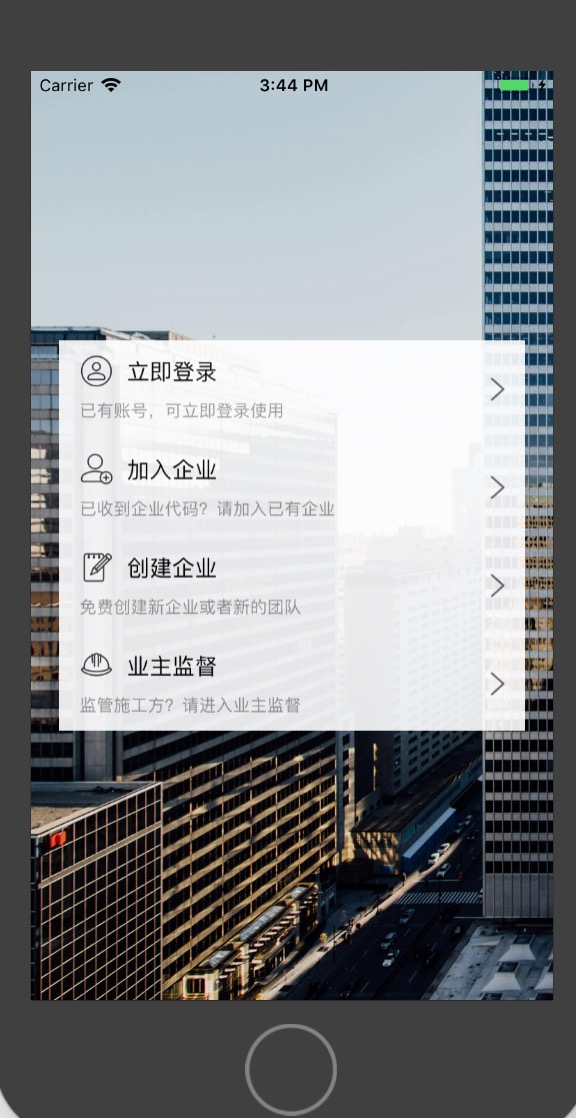 Carrier 3:44 PM
立即登录
已有账号，可立即登录使用
加入企业
已收到企业代码？请加入已有企业
创建企业
免费创建新企业或者新的团队
业主监督
监管施工方？请进入业主监督